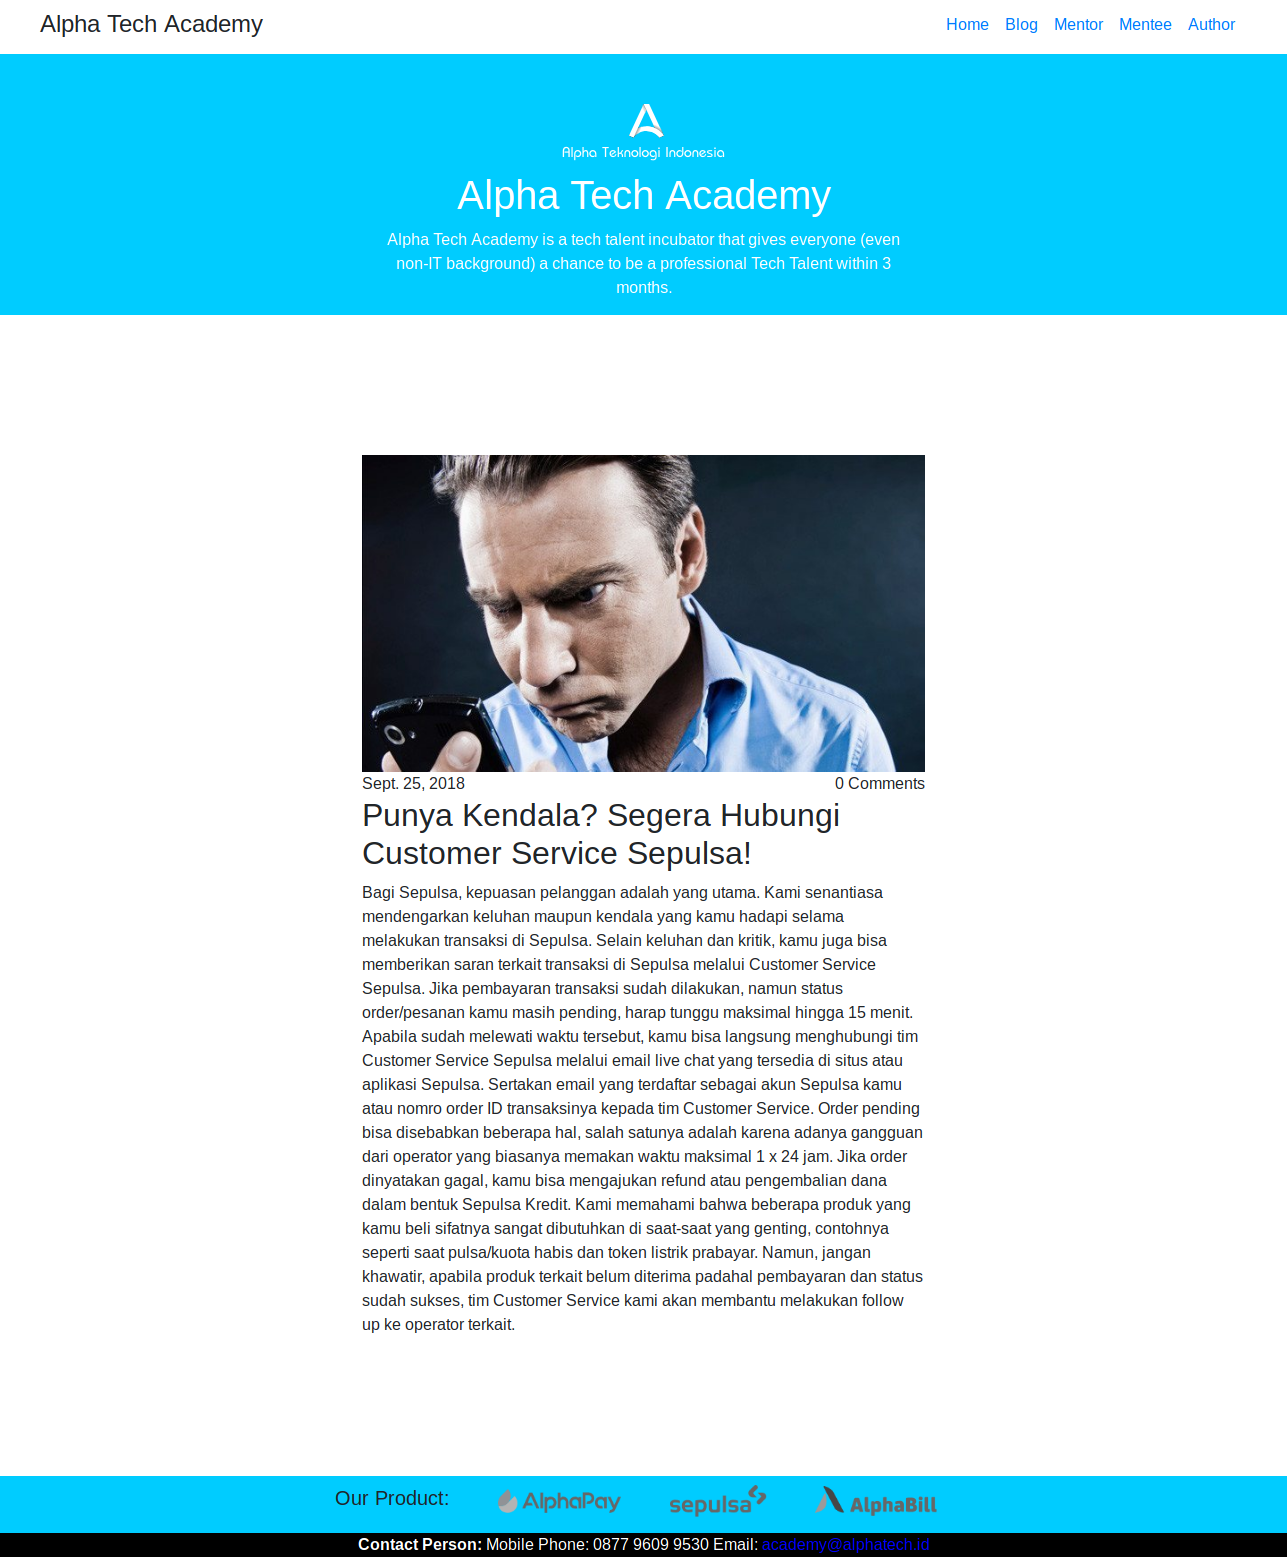 Alpha Tech Academy
Home Blog Mentor Mentee Author
Alpha Teknologi Indonesia
Alpha Tech Academy
Alpha Tech Academy is a tech talent incubator that gives everyone (even
non-IT background) a chance to be a professional Tech Talent within 3
months.
Sept. 25, 2018 0 Comments
Punya Kendala? Segera Hubungi
Customer Service Sepulsa!
Bagi Sepulsa, kepuasan pelanggan adalah yang utama. Kami senantiasa
mendengarkan keluhan maupun kendala yang kamu hadapi selama
melakukan transaksi di Sepulsa. Selain keluhan dan kritik, kamu juga bisa
memberikan saran terkait transaksi di Sepulsa melalui Customer Service
Sepulsa. Jika pembayaran transaksi sudah dilakukan, namun status
order/pesanan kamu masih pending, harap tunggu maksimal hingga 15 menit.
Apabila sudah melewati waktu tersebut, kamu bisa langsung menghubungi tim
Customer Service Sepulsa melalui email live chat yang tersedia di situs atau
aplikasi Sepulsa. Sertakan email yang terdaftar sebagai akun Sepulsa kamu
atau nomro order ID transaksinya kepada tim Customer Service. Order pending
bisa disebabkan beberapa hal, salah satunya adalah karena adanya gangguan
dari operator yang biasanya memakan waktu maksimal 1 x 24 jam. Jika order
dinyatakan gagal, kamu bisa mengajukan refund atau pengembalian dana
dalam bentuk Sepulsa Kredit. Kami memahami bahwa beberapa produk yang
kamu beli sifatnya sangat dibutuhkan di saat-saat yang genting, contohnya
seperti saat pulsa/kuota habis dan token listrik prabayar. Namun, jangan
khawatir, apabila produk terkait belum diterima padahal pembayaran dan status
sudah sukses, tim Customer Service kami akan membantu melakukan follow
up ke operator terkait.
Our Product: AlphaPay sepulsa AlphaBill
Contact Person: Mobile Phone: 0877 9609 9530 Email: academy@alphatech.id